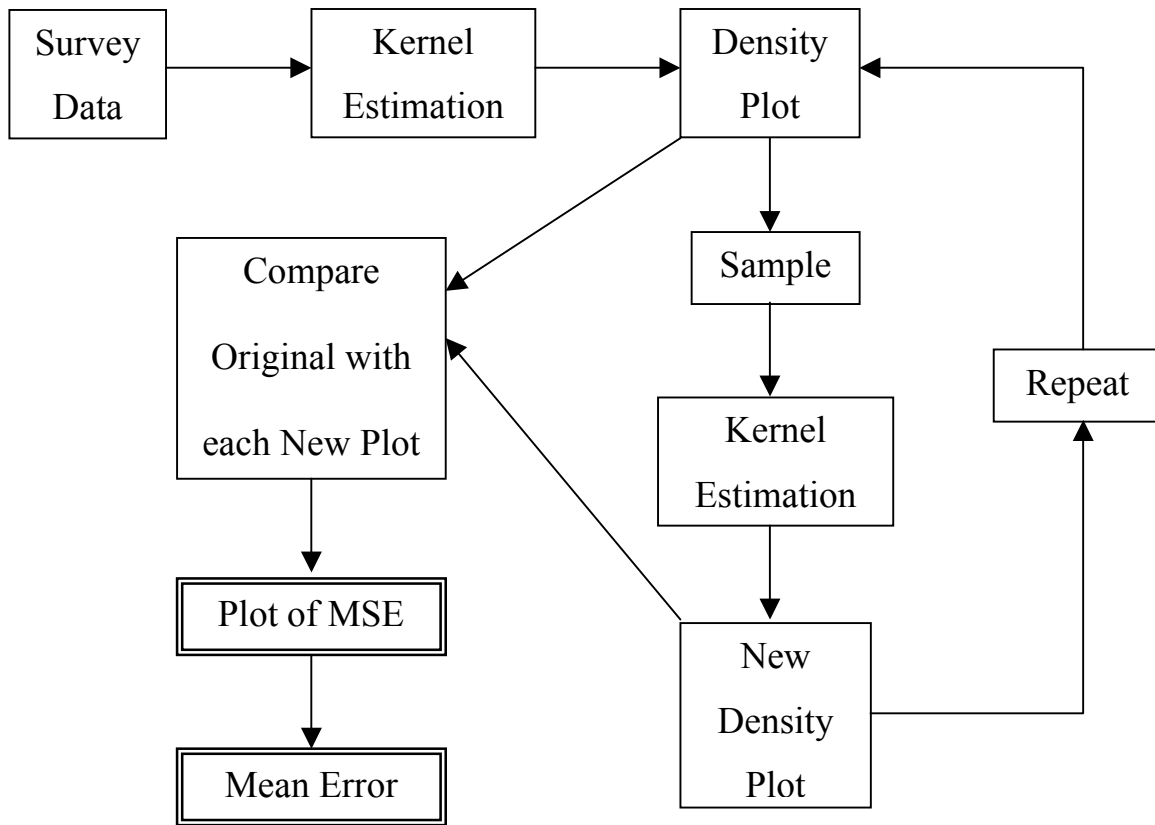 Survey
Data
Kernel
Estimation
Density
Plot
Compare
Original with
each New Plot
Sample
Repeat
Kernel
Estimation
Plot of MSE
New
Density
Plot
Mean Error